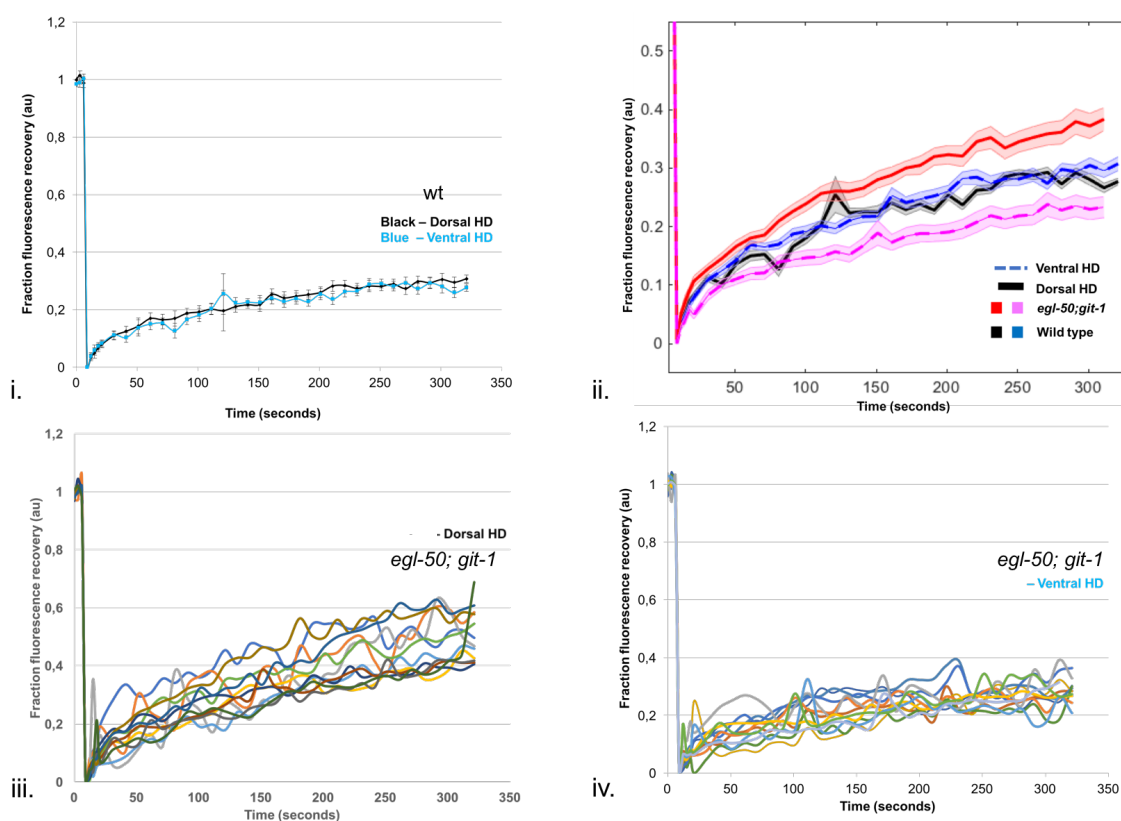 1,2
1
0,8
0,6
0,4
0,2
0
Fraction fluorescence recovery (au)
wt
Black – Dorsal HD
Blue – Ventral HD
0 50 100 150 200 250 300 350
Time (seconds)
i.
0.5
0.4
0.3
0.2
0.1
0.0
Fraction fluorescence recovery (au)
Ventral HD
Dorsal HD
egl-50;git-1
Wild type
50 100 150 200 250 300
Time (seconds)
ii.
1,2
1
0,8
0,6
0,4
0,2
0
Fraction fluorescence recovery (au)
- - Dorsal HD
egl-50; git-1
0 50 100 150 200 250 300 350
Time (seconds)
iii.
1,2
1
0,8
0,6
0,4
0,2
0
Fraction fluorescence recovery (au)
egl-50; git-1
– Ventral HD
0 50 100 150 200 250 300 350
Time (seconds)
iv.